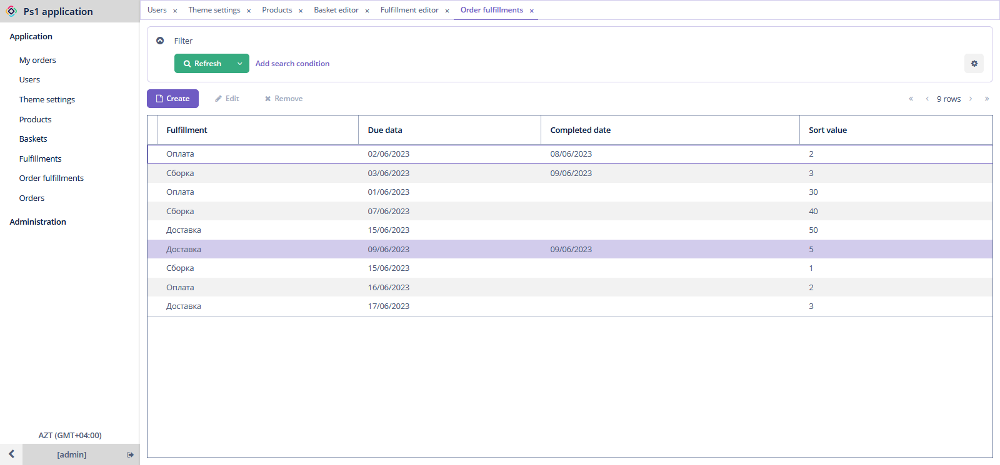 Ps1 application
Users × Theme settings × Products × Basket editor × Fulfillment editor × Order fulfillments ×
Application
My orders
Users
Theme settings
Products
Baskets
Fulfillments
Order fulfillments
Orders
Administration
AZT (GMT+04:00)
[admin]
Filter
Refresh Add search condition
Create Edit Remove 9 rows
Fulfillment Due data Completed date Sort value
Оплата 02/06/2023 08/06/2023 2
Сборка 03/06/2023 09/06/2023 3
Оплата 01/06/2023 30
Сборка 07/06/2023 40
Доставка 15/06/2023 50
Доставка 09/06/2023 09/06/2023 5
Сборка 15/06/2023 1
Оплата 16/06/2023 2
Доставка 17/06/2023 3